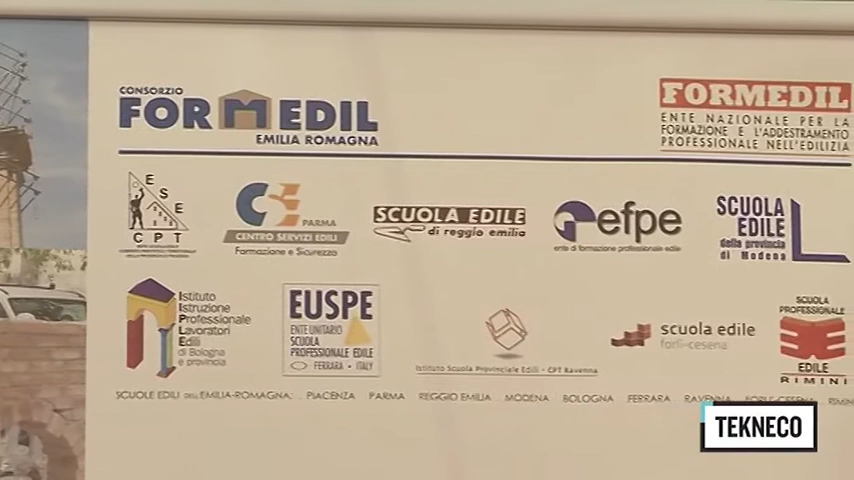 CONSORZIO
FORMEDIL
EMILIA ROMAGNA
FORMEDIL
ENTE NAZIONALE PER LA
FORMAZIONE E L'ADDESTRAMENTO
PROFESSIONALE NELL'EDILIZIA
ESE
CPT
CE PARMA
CENTRO SERVIZI EDILI
Formazione e Sicurezza
SCUOLA EDILE
di reggio emilia
efpe
ente di formazione professionale edile
SCUOLA
EDILE
della provincia
di Modena
Istituto
Istruzione
Professionale
Lavoratori
Edili
di Bologna
e provincia
EUSPE
ENTE UNITARIO
SCUOLA
PROFESSIONALE EDILE
FERRARA • ITALY
Istituto Scuola Provinciale Edili - CPT Ravenna
scuola edile
forlì-cesena
SCUOLA
PROFESSIONALE
EDILE
RIMINI
SCUOLE EDILI DELL'EMILIA-ROMAGNA: PIACENZA PARMA REGGIO EMILIA MODENA BOLOGNA FERRARA RAVENNA FORLI'-CESENA RIMINI
TEKNECO